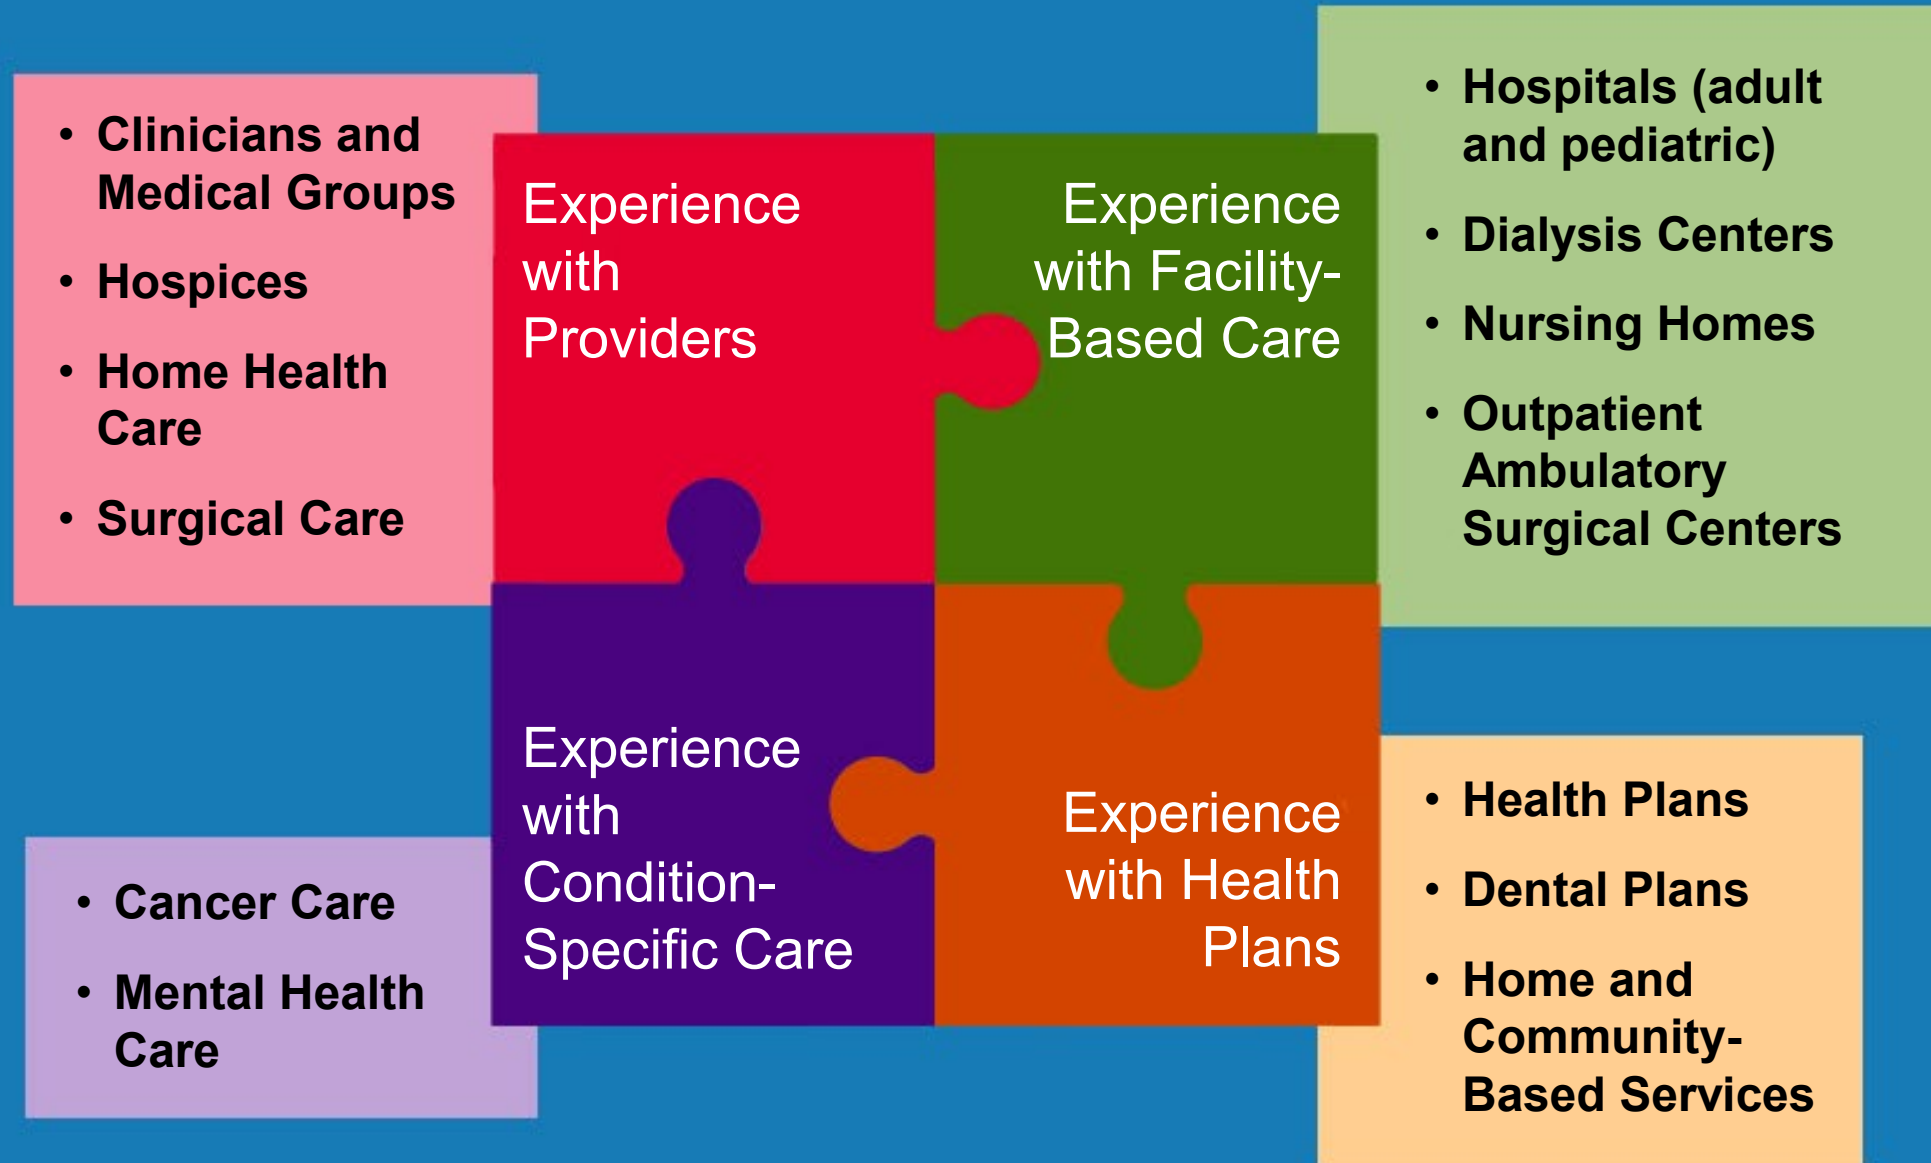 • Clinicians and
Medical Groups
• Hospices
• Home Health
Care
• Surgical Care
Experience
with
Providers
Experience
with Facility-
Based Care
• Hospitals (adult
and pediatric)
• Dialysis Centers
• Nursing Homes
• Outpatient
Ambulatory
Surgical Centers
• Cancer Care
• Mental Health
Care
Experience
with
Condition-
Specific Care
Experience
with Health
Plans
• Health Plans
• Dental Plans
• Home and
Community-
Based Services